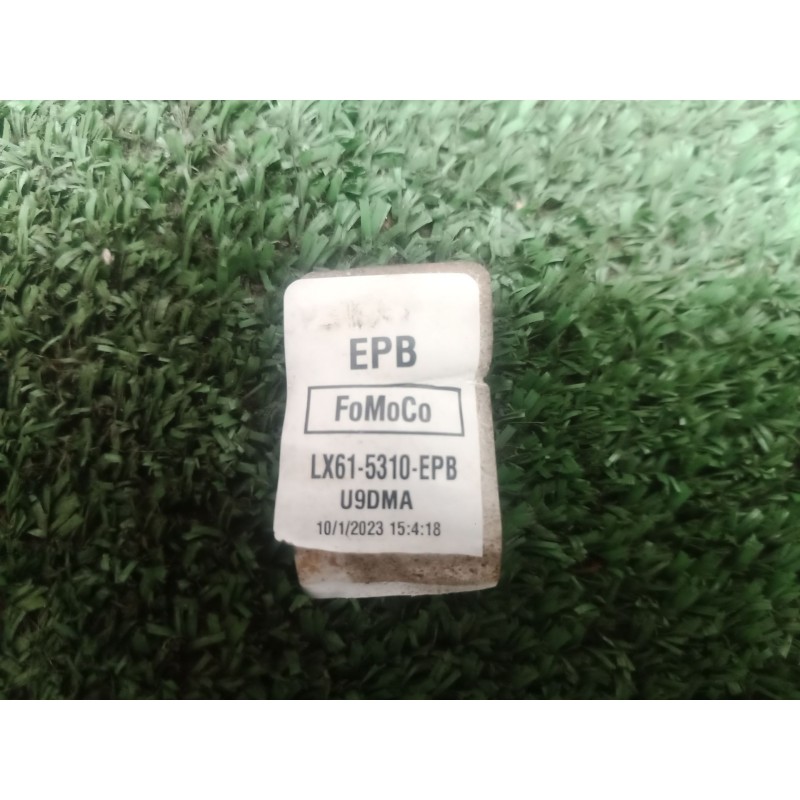 EPB
FoMoCo
LX61-5310-EPB
U9DMA
10/1/2023 15:4:18